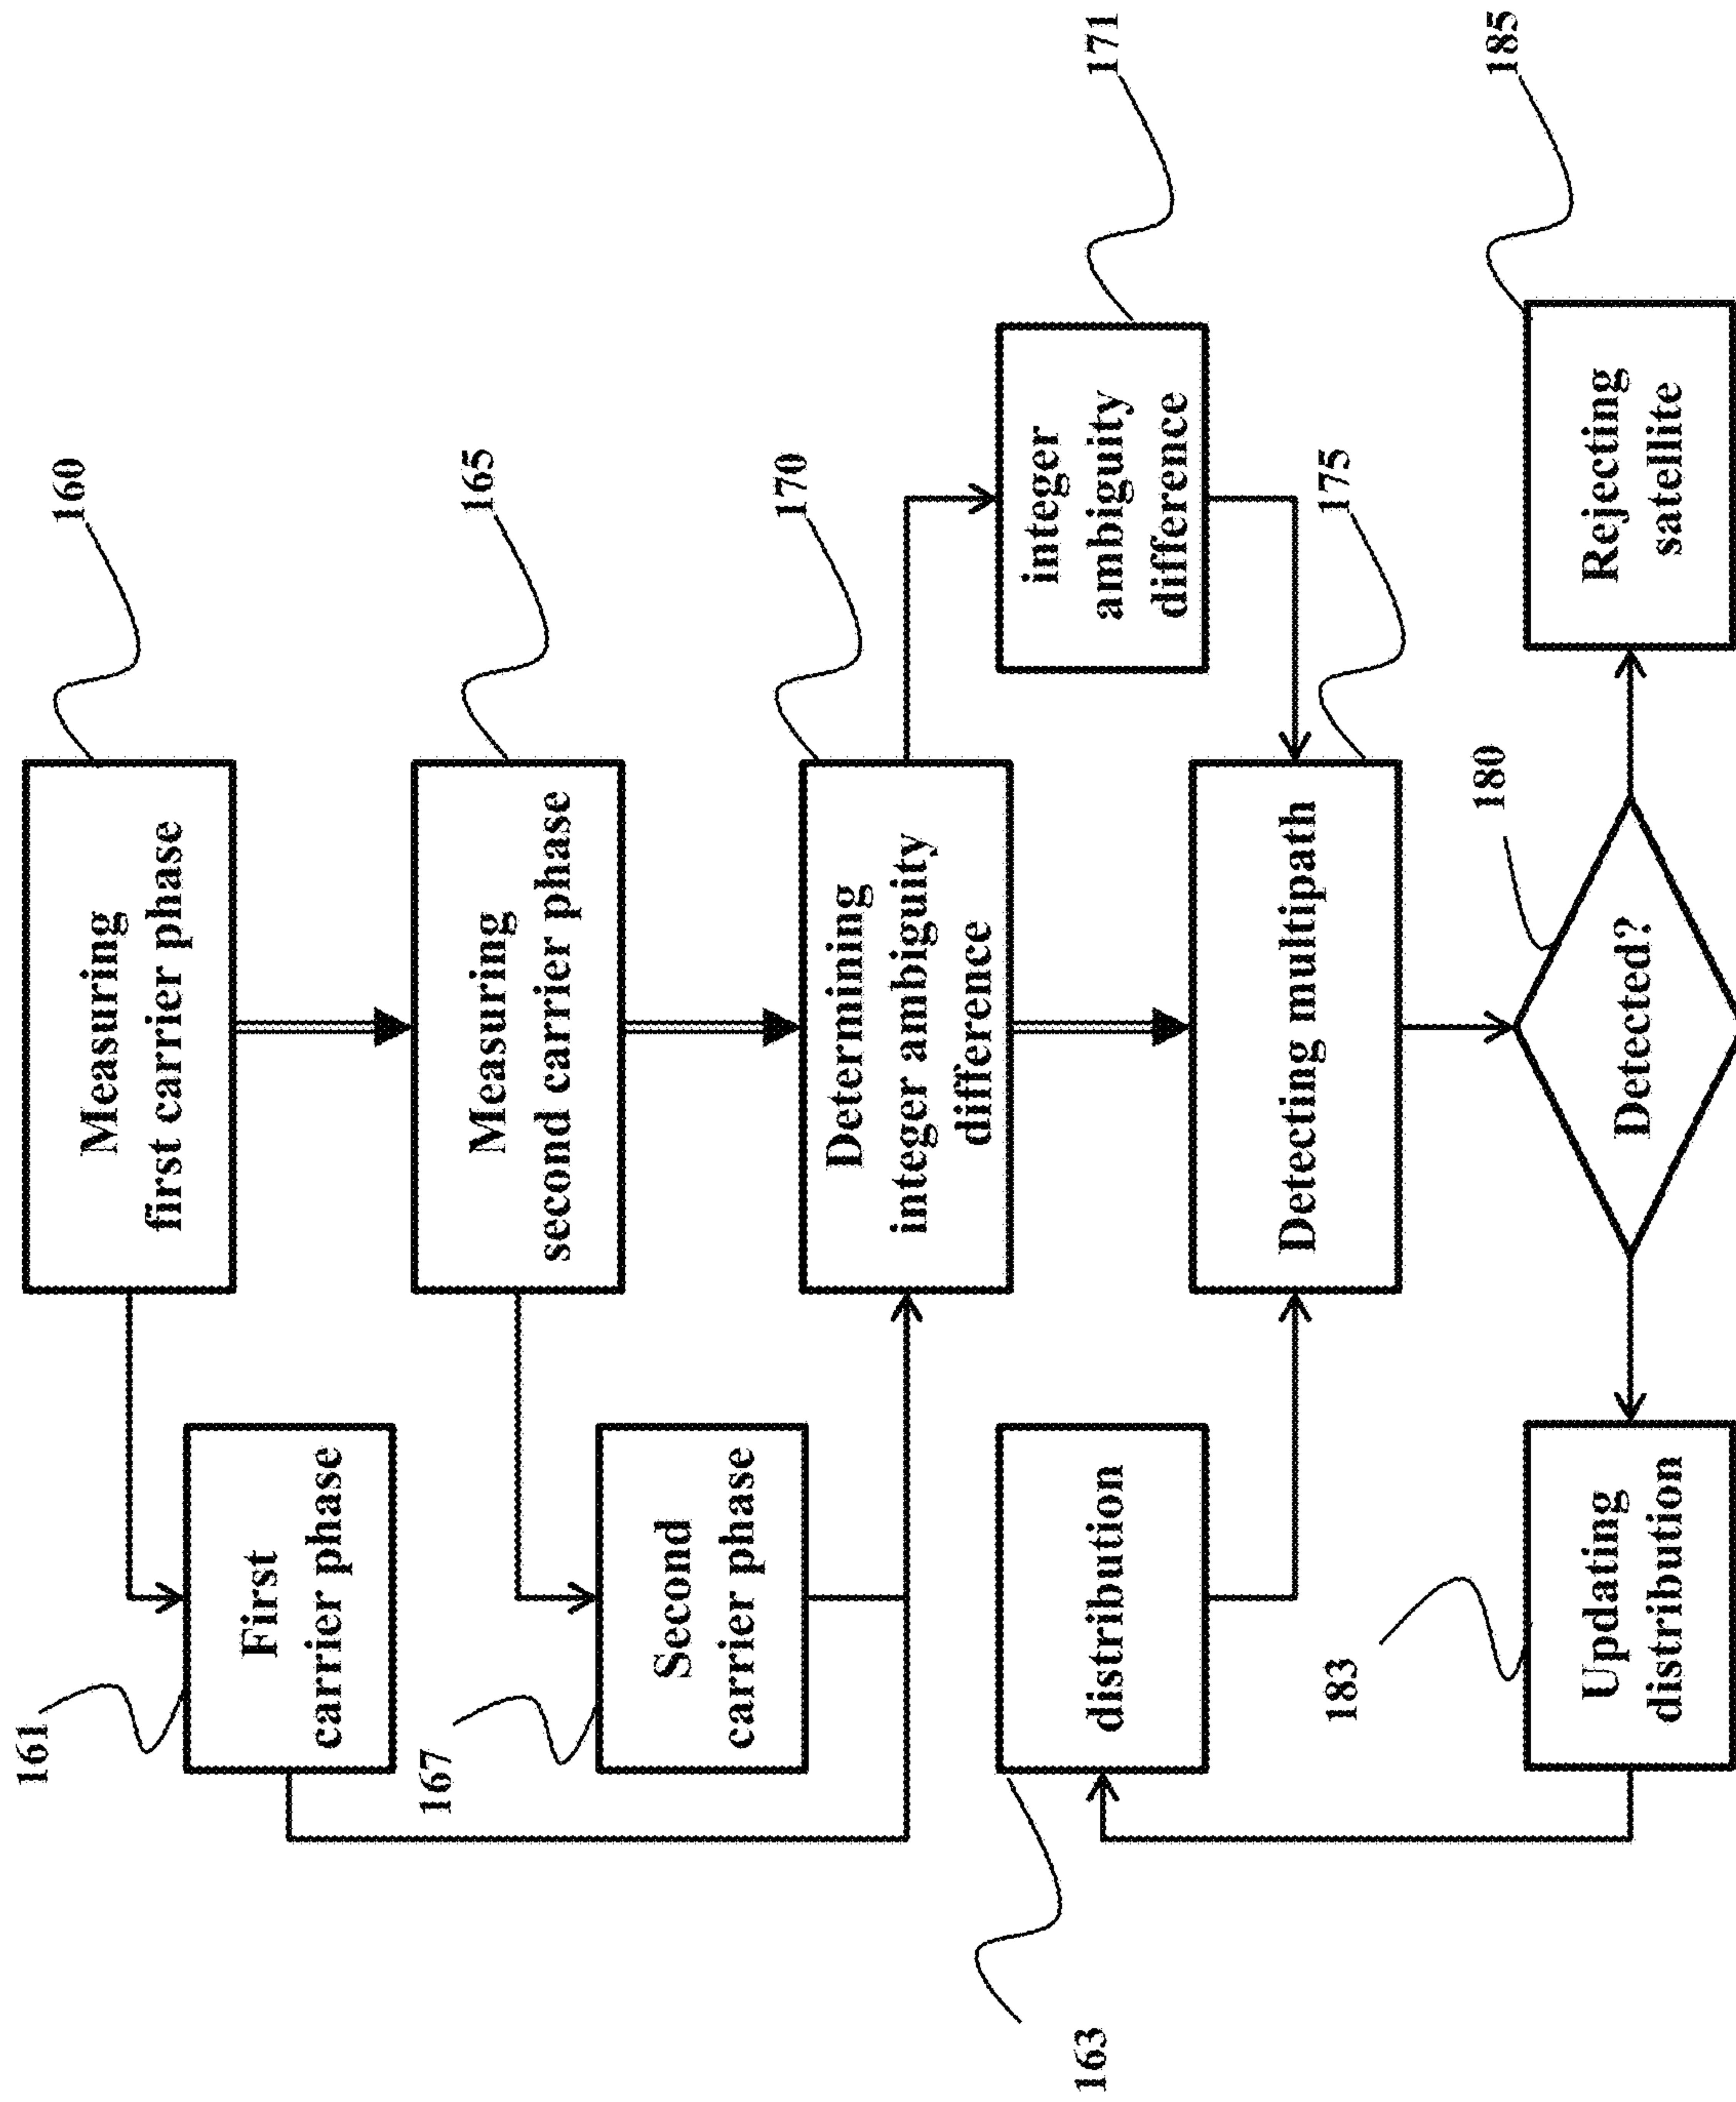 160
Measuring
first carrier phase
161
First
carrier phase
165
Measuring
second carrier phase
167
Second
carrier phase
170
Determining
integer ambiguity
difference
171
integer
ambiguity
difference
163
distribution
175
Detecting multipath
180
Detected?
183
Updating
distribution
185
Rejecting
satellite